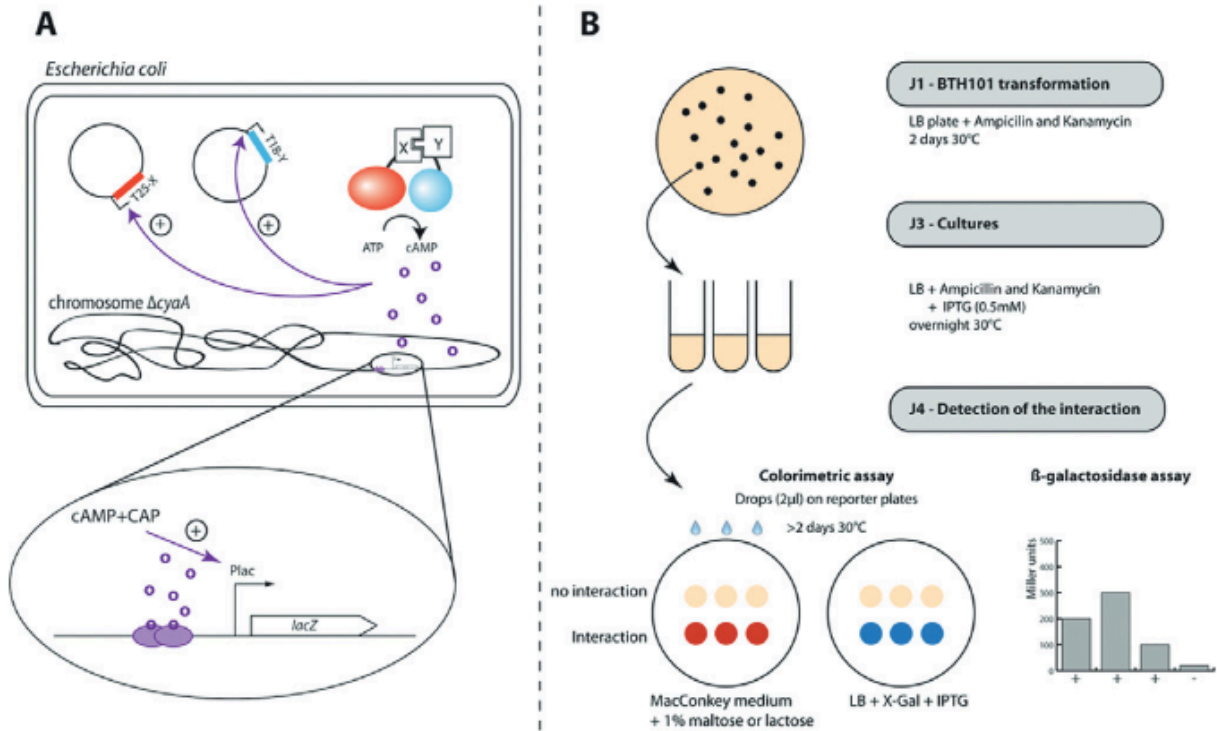 A
Escherichia coli
T25-X
T18-Y
X
Y
+
+
ATP
cAMP
chromosome ΔcyaA
cAMP+CAP
+
Plac
lacZ
B
J1 - BTH101 transformation
LB plate + Ampicilin and Kanamycin
2 days 30°C
J3 - Cultures
LB + Ampicillin and Kanamycin
+ IPTG (0.5mM)
overnight 30°C
J4 - Detection of the interaction
Colorimetric assay
Drops (2µl) on reporter plates
>2 days 30°C
no interaction
Interaction
MacConkey medium
+ 1% maltose or lactose
LB + X-Gal + IPTG
ß-galactosidase assay
Miller units
500
500
300
200
100
0
+
+
+
-